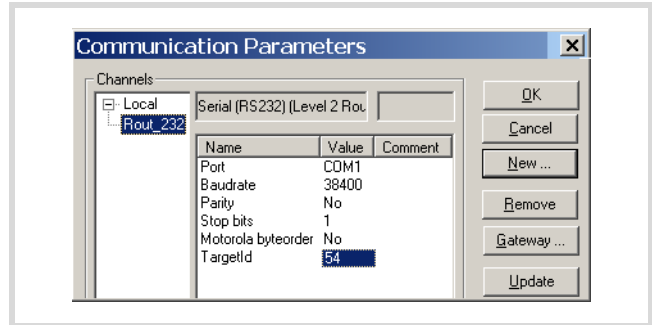 Communication Parameters
Channels
Local
Rout_232
Serial (RS232) (Level 2 Rou
Name Value Comment
Port COM1
Baudrate 38400
Parity No
Stop bits 1
Motorola byteorder No
TargetId 54
OK
Cancel
New ...
Remove
Gateway ...
Update